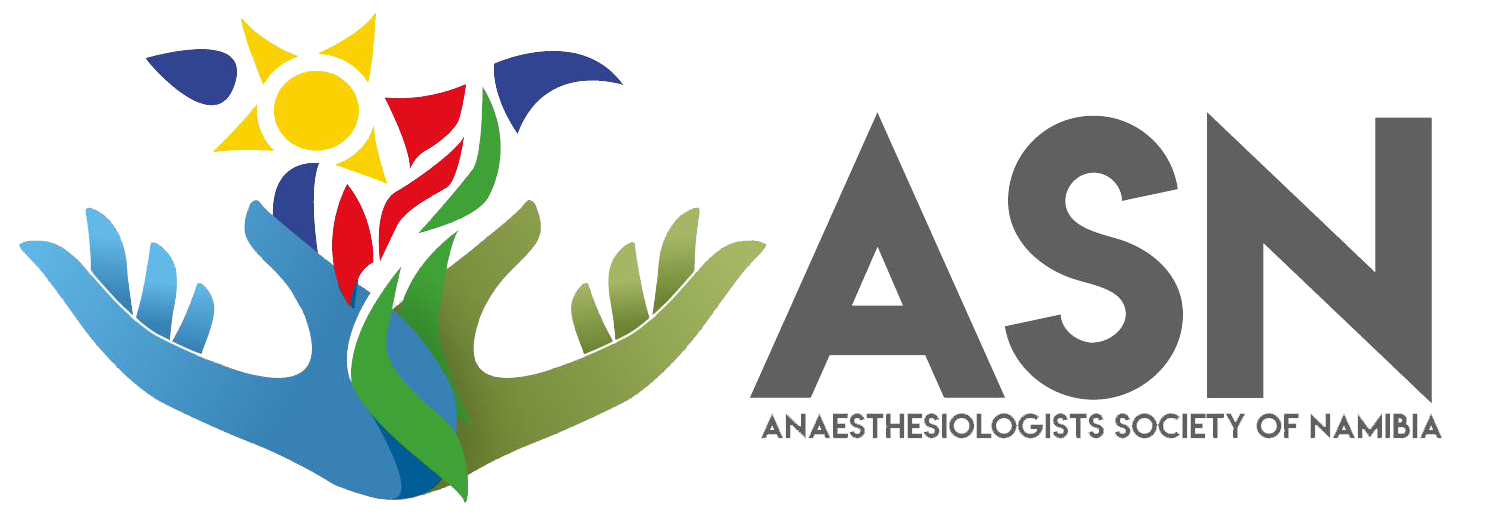 ASN
ANAESTHESIOLOGISTS SOCIETY OF NAMIBIA